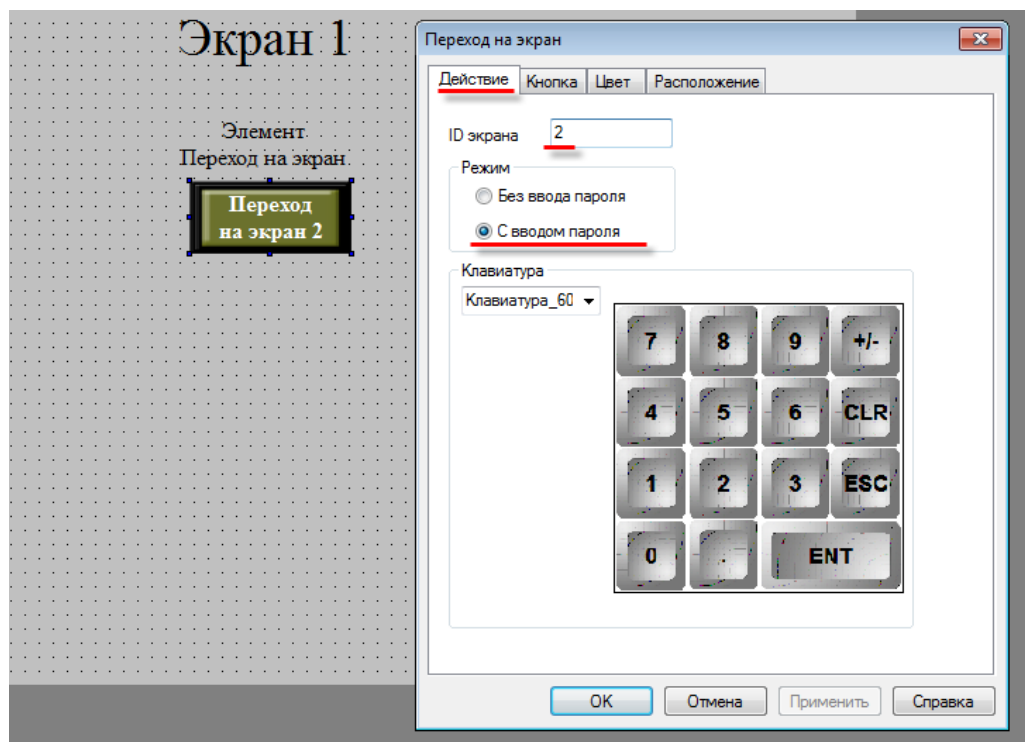 Экран 1
Элемент
Переход на экран
Переход
на экран 2
Переход на экран
Действие Кнопка Цвет Расположение
ID экрана 2
Режим
Без ввода пароля
С вводом пароля
Клавиатура
Клавиатура_60
7 8 9 +/-
4 5 6 CLR
1 2 3 ESC
0 . ENT
OK Отмена Применить Справка